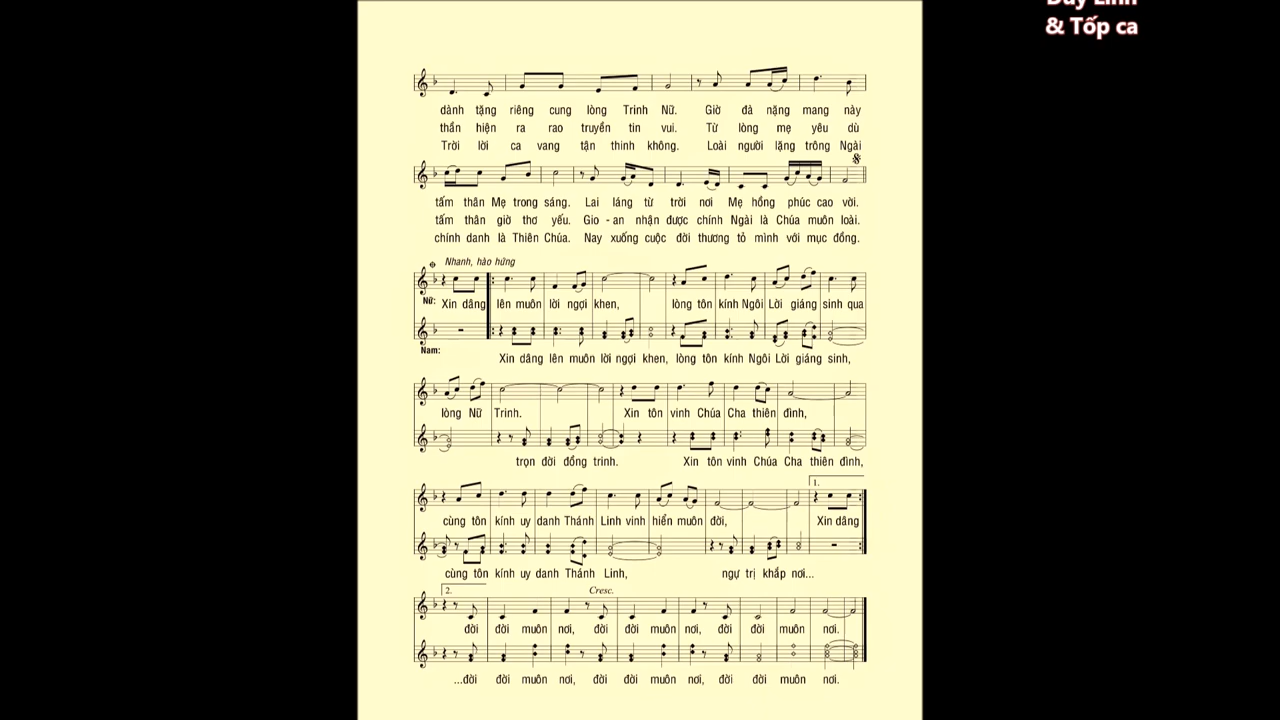 Duy Linh
& Tốp ca
dành tặng riêng cung lòng Trinh Nữ. Giờ đà nặng mang này
thần hiện ra rao truyền tin vui. Từ lòng mẹ yêu dù
Trời lời ca vang tận thinh không. Loài người lặng trông Ngài
tấm thân Mẹ trong sáng. Lai láng từ trời nơi Mẹ hồng phúc cao vời.
tấm thân giờ thơ yếu. Gio - an nhận được chính Ngài là Chúa muôn loài.
chính danh là Thiên Chúa. Nay xuống cuộc đời thương tỏ mình với mục đồng.
Nhanh, hào hứng
Nữ: Xin dâng lên muôn lời ngợi khen, lòng tôn kính Ngôi Lời giáng sinh qua
Nam:
Xin dâng lên muôn lời ngợi khen, lòng tôn kính Ngôi Lời giáng sinh,
lòng Nữ Trinh. Xin tôn vinh Chúa Cha thiên đình,
trọn đời đồng trinh. Xin tôn vinh Chúa Cha thiên đình,
1.
cùng tôn kính uy danh Thánh Linh vinh hiển muôn đời, Xin dâng
cùng tôn kính uy danh Thánh Linh, ngự trị khắp nơi...
2. Cresc.
đời đời muôn nơi, đời đời muôn nơi, đời đời muôn nơi.
...đời đời muôn nơi, đời đời muôn nơi, đời đời muôn nơi.